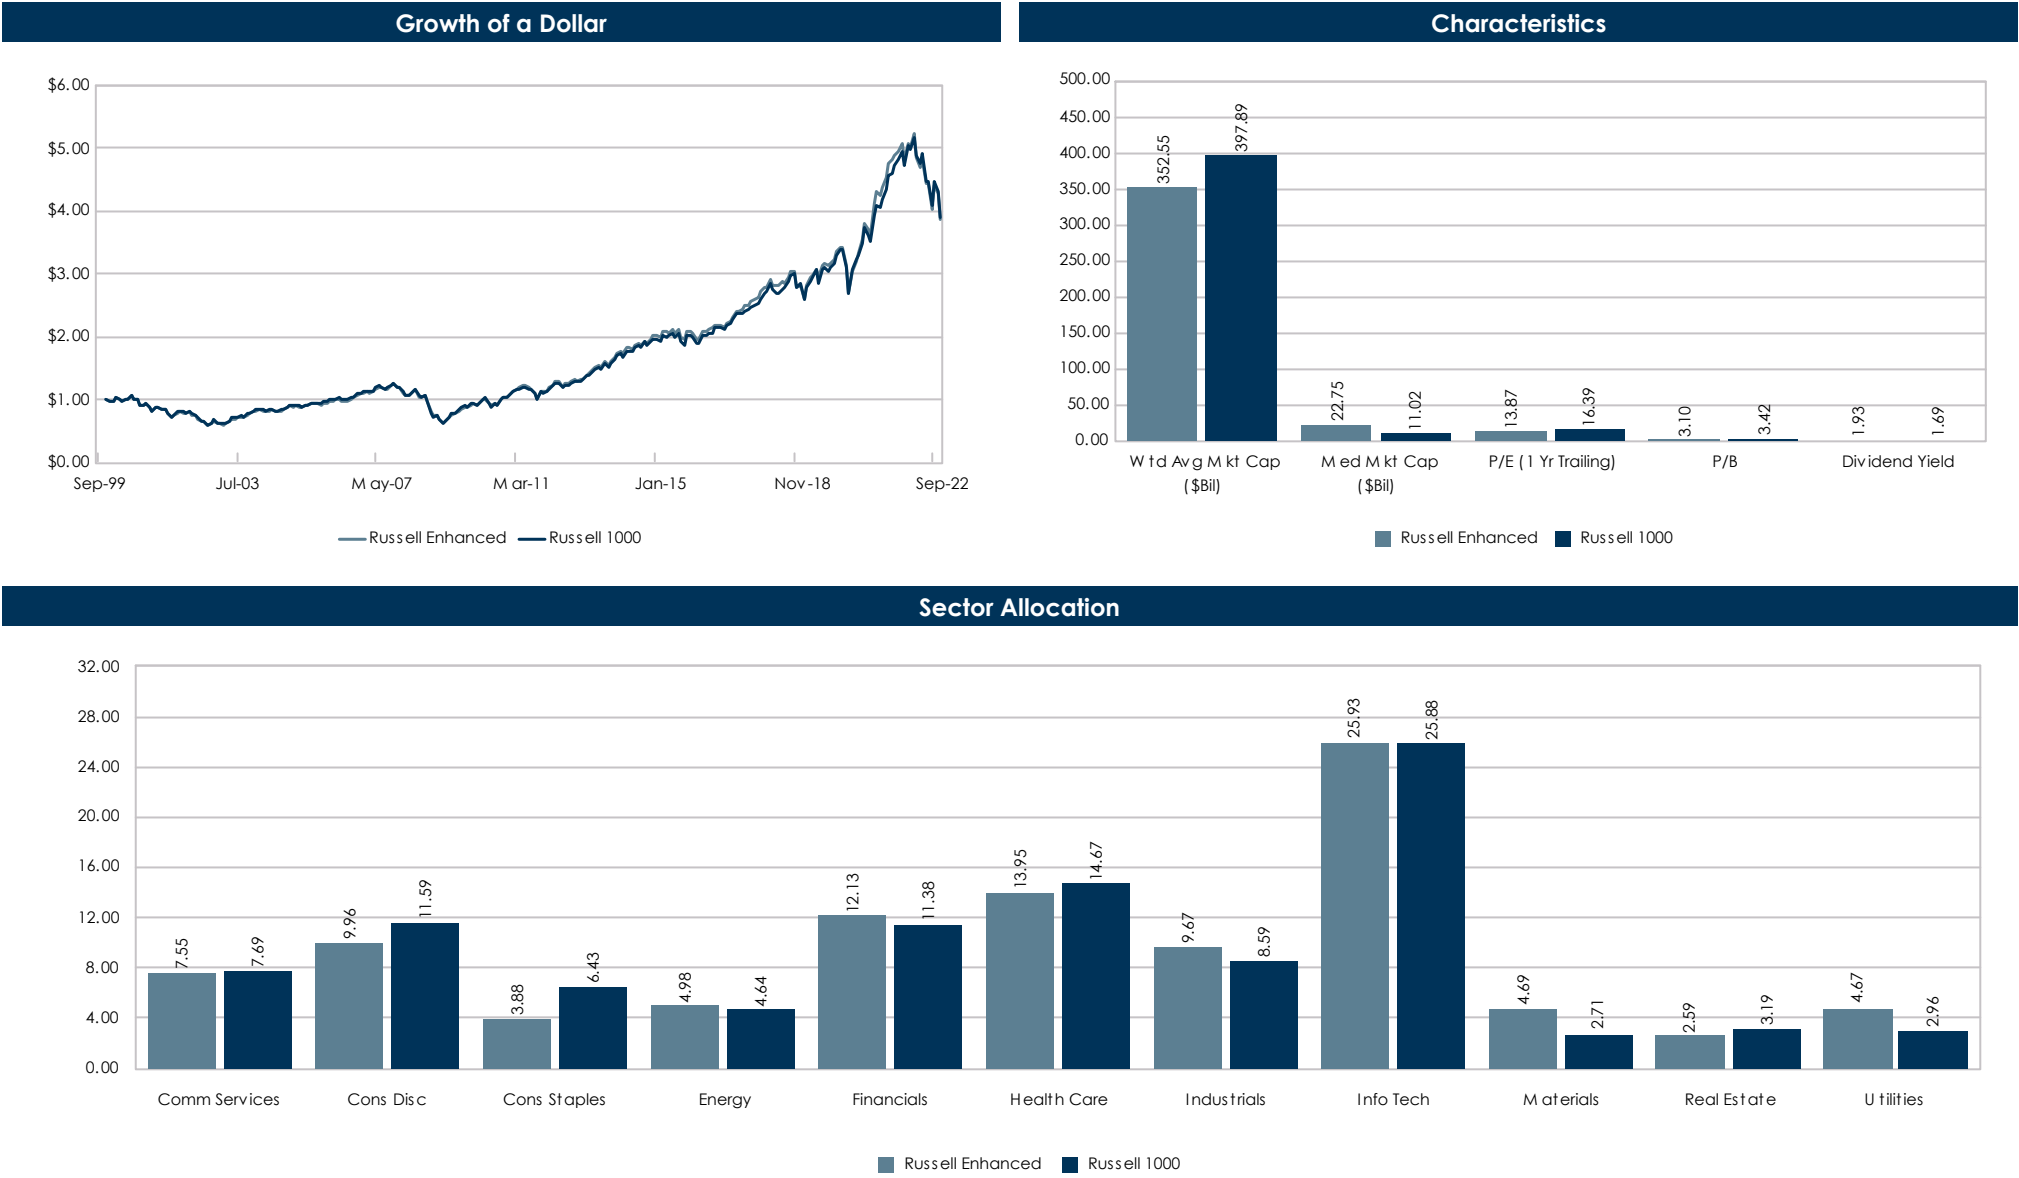 Growth of a Dollar
$6.00
$5.00
$4.00
$3.00
$2.00
$1.00
$0.00
Sep-99 Jul-03 May-07 Mar-11 Jan-15 Nov-18 Sep-22
Russell Enhanced Russell 1000
Characteristics
500.00
450.00
400.00
350.00
300.00
250.00
200.00
150.00
100.00
50.00
0.00
352.55 397.89 22.75 11.02 13.87 16.39 3.10 3.42 1.93 1.69
Wtd Avg Mkt Cap ($Bil)
Med Mkt Cap ($Bil)
P/E (1 Yr Trailing)
P/B
Dividend Yield
Russell Enhanced Russell 1000
Sector Allocation
32.00
28.00
24.00
20.00
16.00
12.00
8.00
4.00
0.00
7.55 7.69 9.96 11.59 3.88 6.43 4.98 4.64 12.13 11.38 13.95 14.67 9.67 8.59 25.93 25.88 4.69 2.71 2.59 3.19 4.67 2.96
Comm Services Cons Disc Cons Staples Energy Financials Health Care Industrials Info Tech Materials Real Estate Utilities
Russell Enhanced Russell 1000